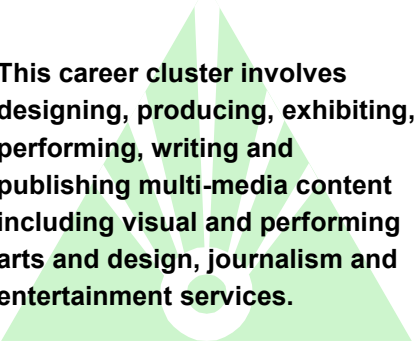 This career cluster involves
designing, producing, exhibiting,
performing, writing and
publishing multi-media content
including visual and performing
arts and design, journalism and
entertainment services.